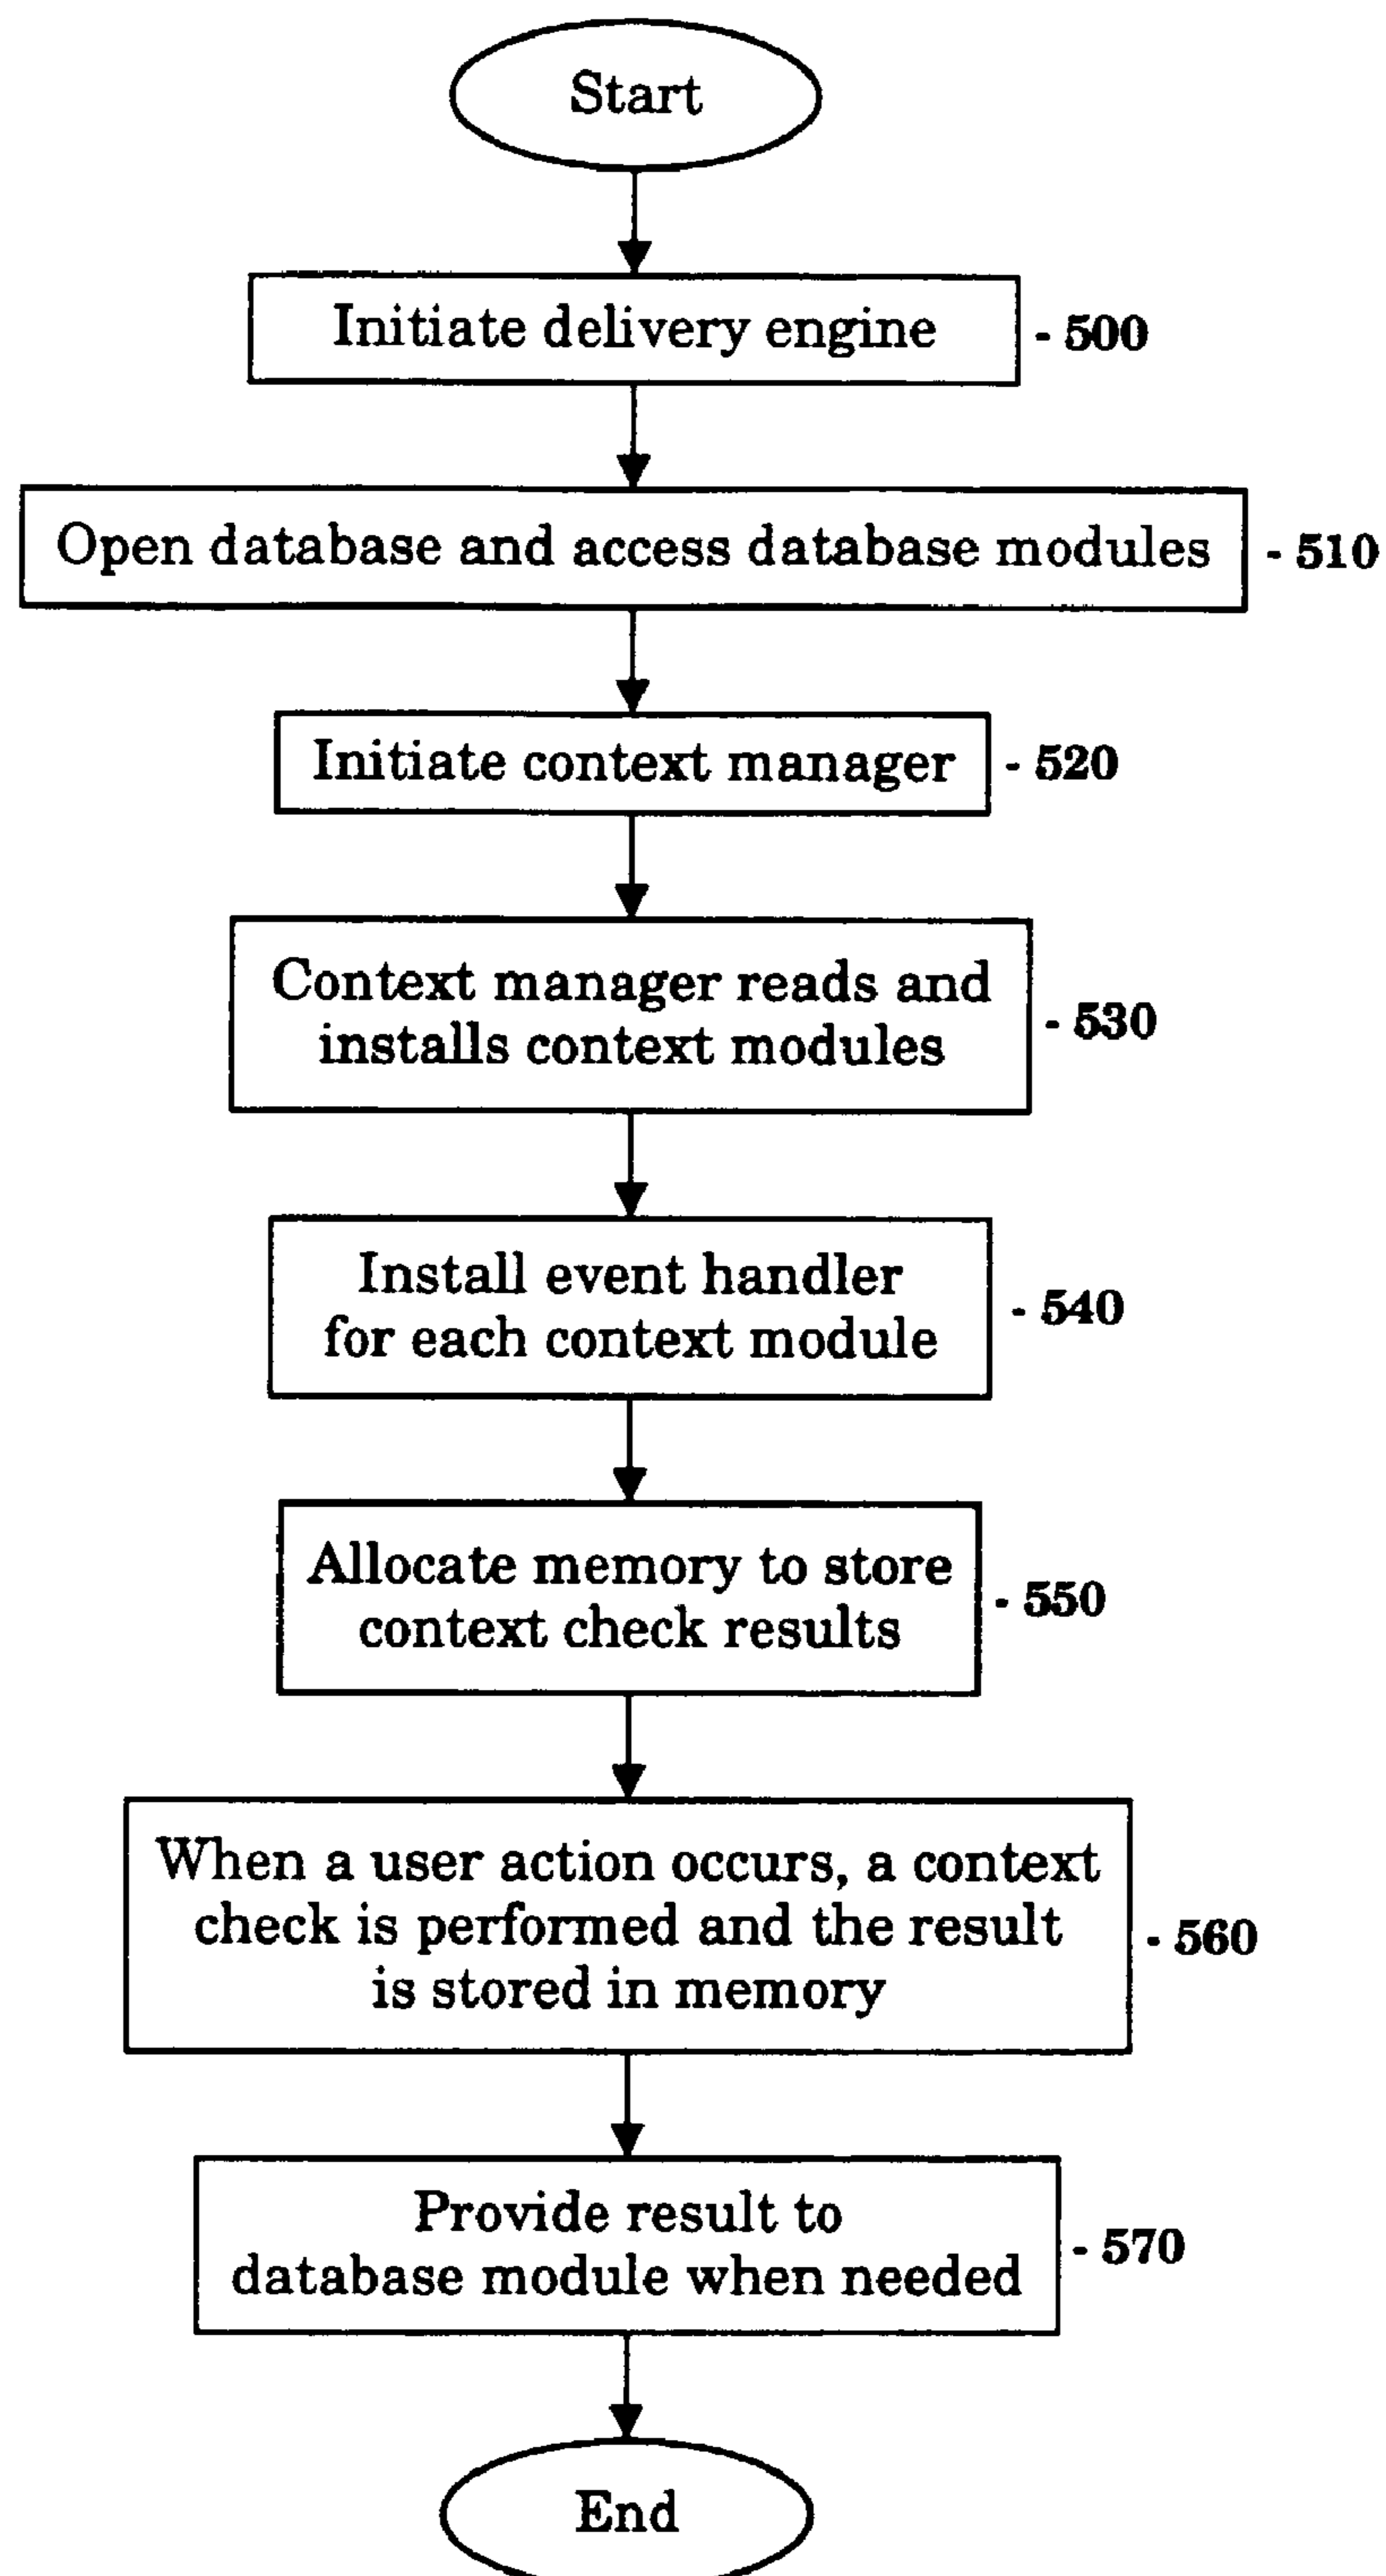 Start
Initiate delivery engine
- 500
Open database and access database modules
- 510
Initiate context manager
- 520
Context manager reads and
installs context modules
- 530
Install event handler
for each context module
- 540
Allocate memory to store
context check results
- 550
When a user action occurs, a context
check is performed and the result
is stored in memory
- 560
Provide result to
database module when needed
- 570
End